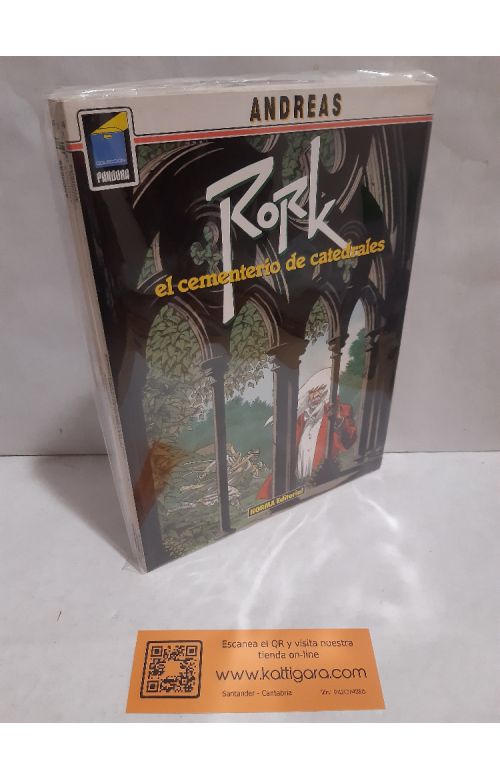 ANDREAS
COLECCION
PANDORA
RORK
el cementerio de catedrales
NORMA Editorial
Escanea el QR y visita nuestra
tienda on-line
www.kattigara.com
Santander - Cantabria